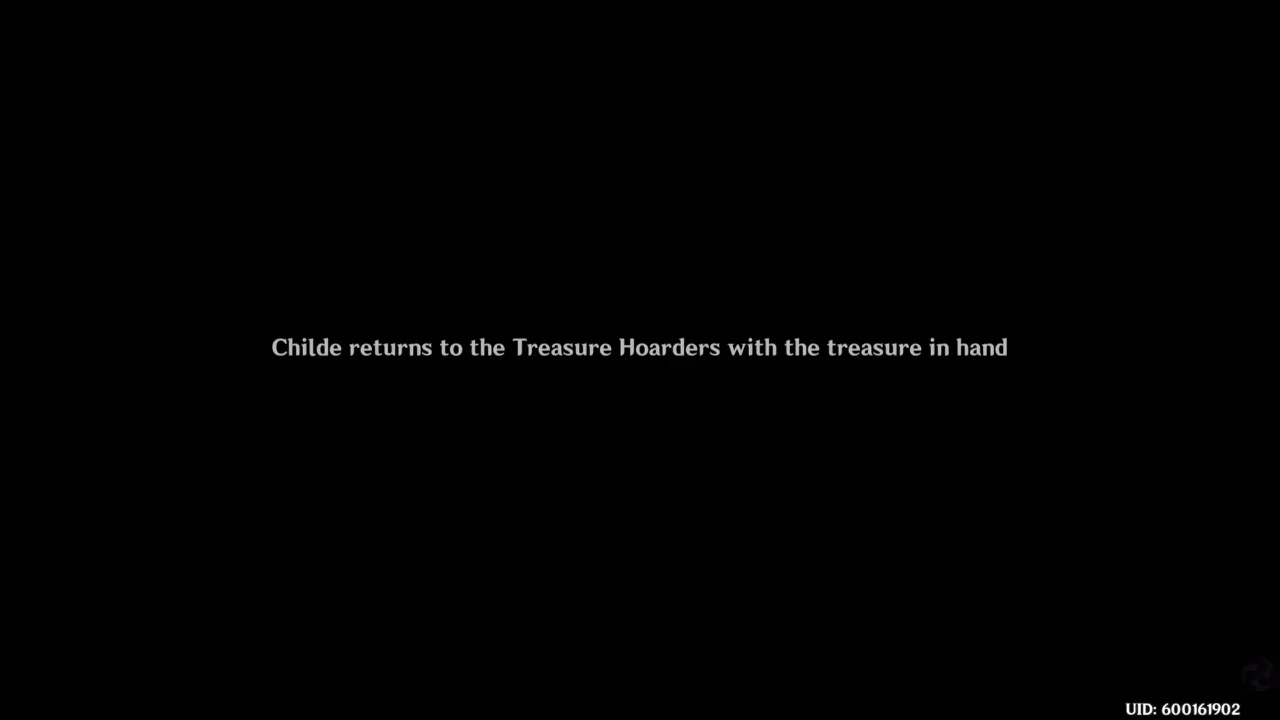 Childe returns to the Treasure Hoarders with the treasure in hand
UID: 600161902